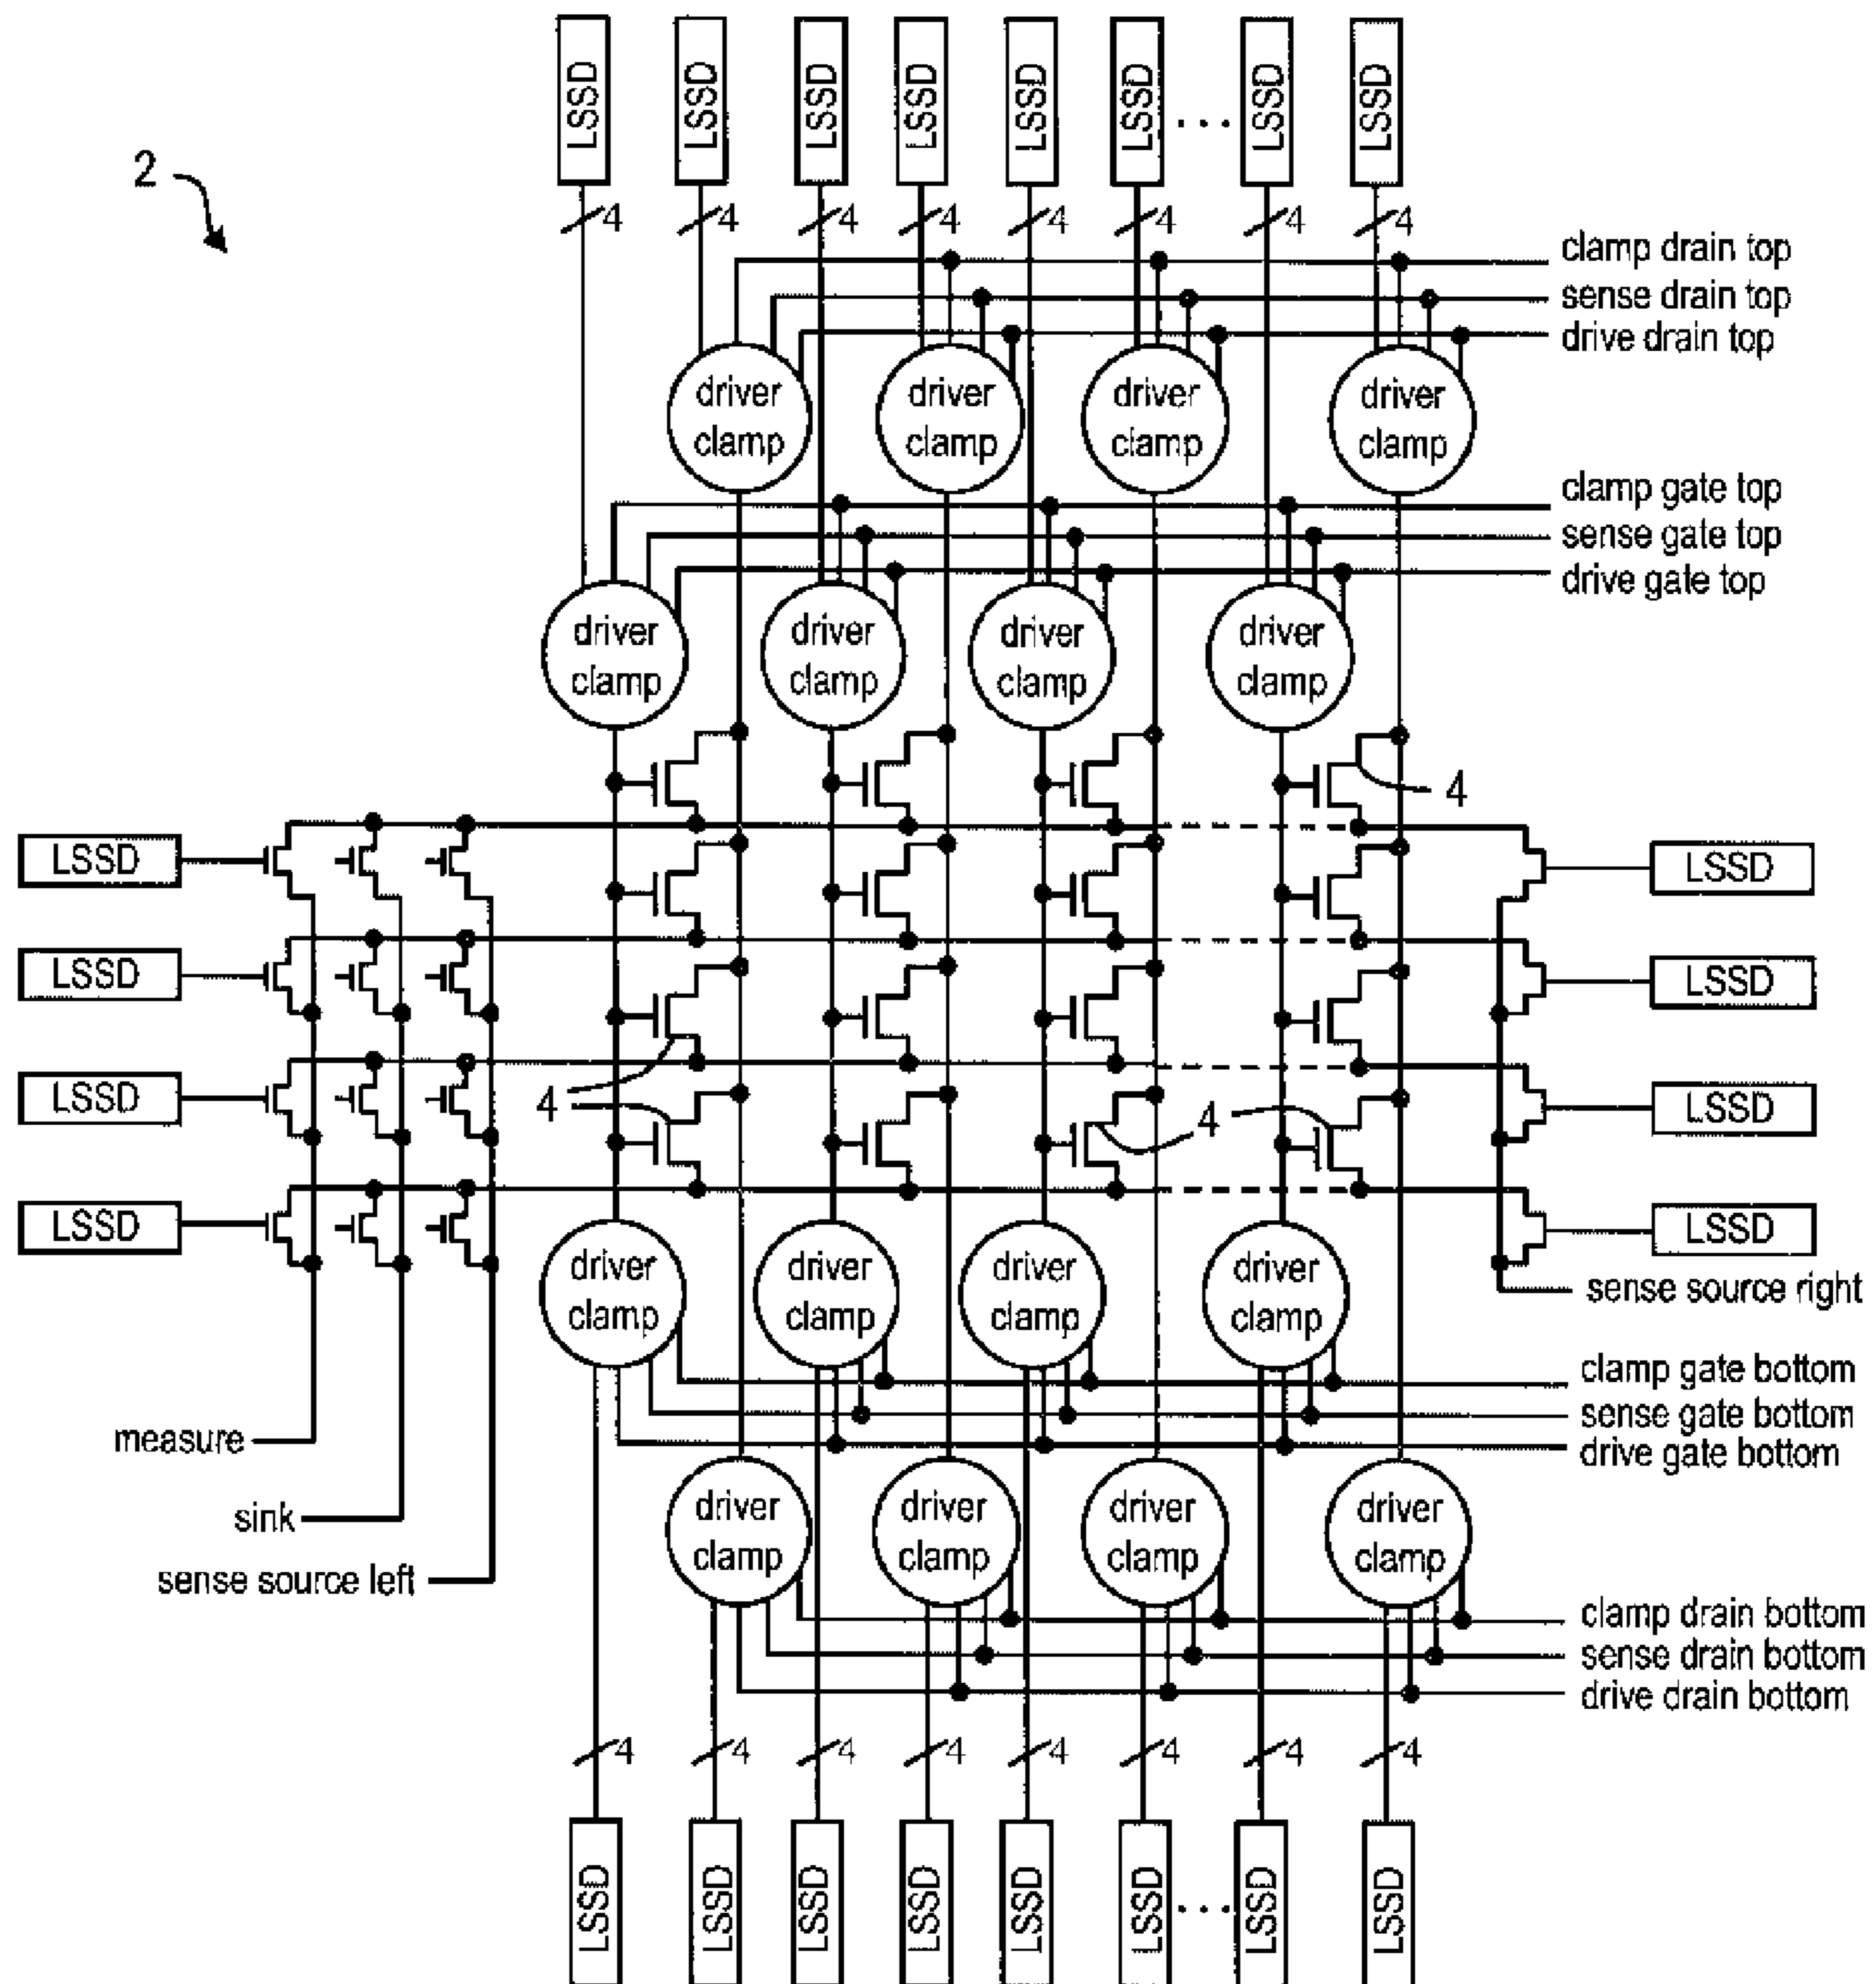 LSSD LSSD LSSD LSSD LSSD LSSD ... LSSD LSSD
2
4 4 4 4 4 4 4 4
clamp drain top
sense drain top
drive drain top
driver clamp driver clamp driver clamp driver clamp
clamp gate top
sense gate top
drive gate top
driver clamp driver clamp driver clamp driver clamp
4
LSSD LSSD
LSSD LSSD
LSSD LSSD
4 4
LSSD LSSD
driver clamp driver clamp driver clamp driver clamp
sense source right
clamp gate bottom
sense gate bottom
drive gate bottom
measure
sink
sense source left
driver clamp driver clamp driver clamp driver clamp
clamp drain bottom
sense drain bottom
drive drain bottom
4 4 4 4 4 4 4 4
LSSD LSSD LSSD LSSD LSSD LSSD ... LSSD LSSD